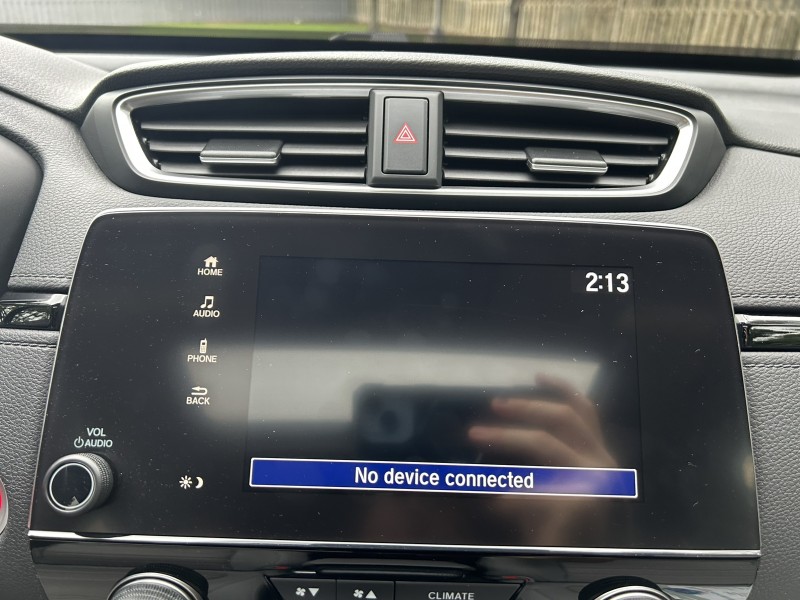 2:13
HOME
AUDIO
PHONE
BACK
VOL
AUDIO
No device connected
CLIMATE